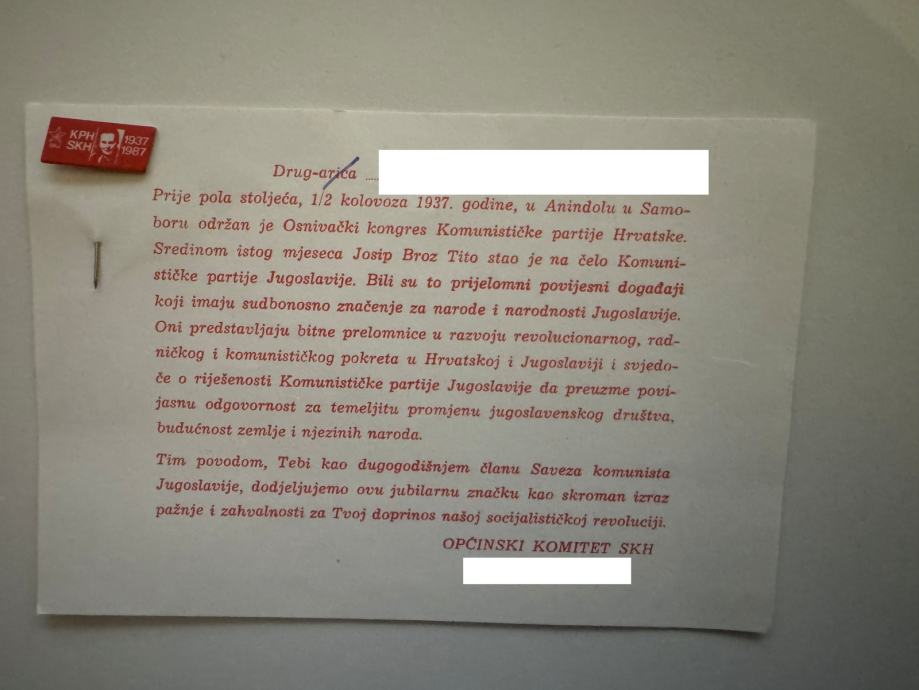 KPH 1937
SKH 1987
Drug-arica .....
Prije pola stoljeća, 1/2 kolovoza 1937. godine, u Anindolu u Samo-
boru održan je Osnivački kongres Komunističke partije Hrvatske.
Sredinom istog mjeseca Josip Broz Tito stao je na čelo Komuni-
stičke partije Jugoslavije. Bili su to prijelomni povijesni događaji
koji imaju sudbonosno značenje za narode i narodnosti Jugoslavije.
Oni predstavljaju bitne prelomnice u razvoju revolucionarnog, rad-
ničkog i komunističkog pokreta u Hrvatskoj i Jugoslaviji i svjedo-
če o riješenosti Komunističke partije Jugoslavije da preuzme povi-
jasnu odgovornost za temeljitu promjenu jugoslavenskog društva,
budućnost zemlje i njezinih naroda.
Tim povodom, Tebi kao dugogodišnjem članu Saveza komunista
Jugoslavije, dodjeljujemo ovu jubilarnu značku kao skroman izraz
pažnje i zahvalnosti za Tvoj doprinos našoj socijalističkoj revoluciji.
OPĆINSKI KOMITET SKH